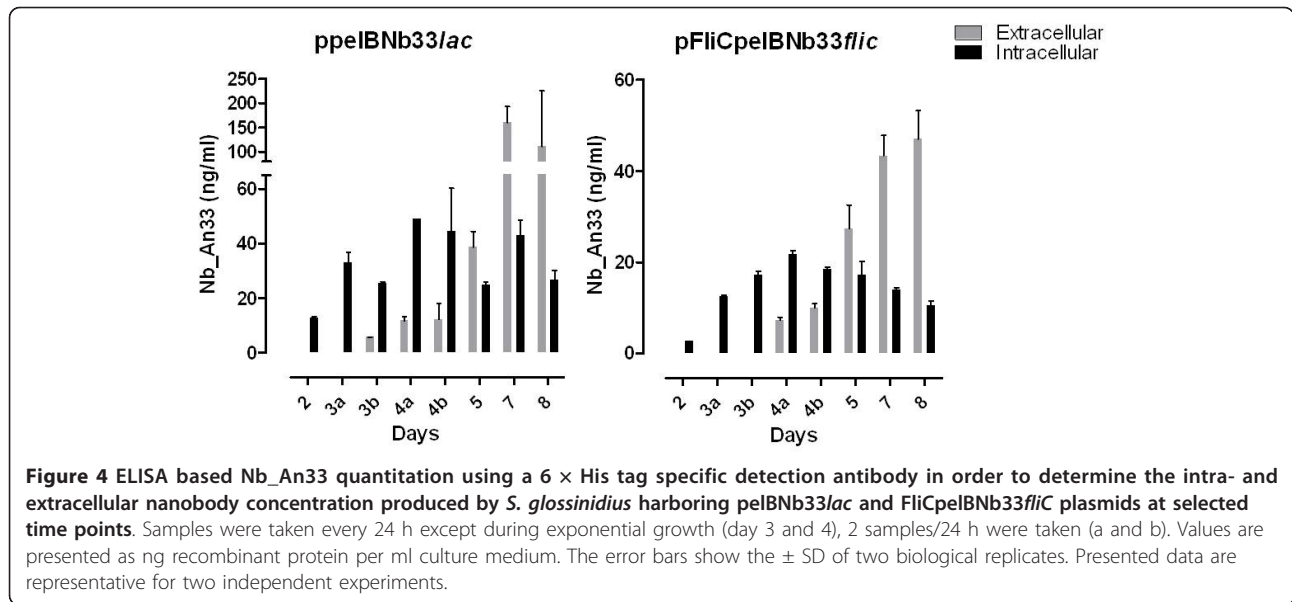 ppelBNb33lac
pFliCpelBNb33flic
Extracellular
Intracellular
Nb_An33 (ng/ml)
250
200
150
100
60
40
20
0
2 3a 3b 4a 4b 5 7 8
Days
Nb_An33 (ng/ml)
60
40
20
0
2 3a 3b 4a 4b 5 7 8
Days
Figure 4 ELISA based Nb_An33 quantitation using a 6 × His tag specific detection antibody in order to determine the intra- and
extracellular nanobody concentration produced by S. glossinidius harboring pelBNb33lac and FliCpelBNb33fliC plasmids at selected
time points. Samples were taken every 24 h except during exponential growth (day 3 and 4), 2 samples/24 h were taken (a and b). Values are
presented as ng recombinant protein per ml culture medium. The error bars show the ± SD of two biological replicates. Presented data are
representative for two independent experiments.